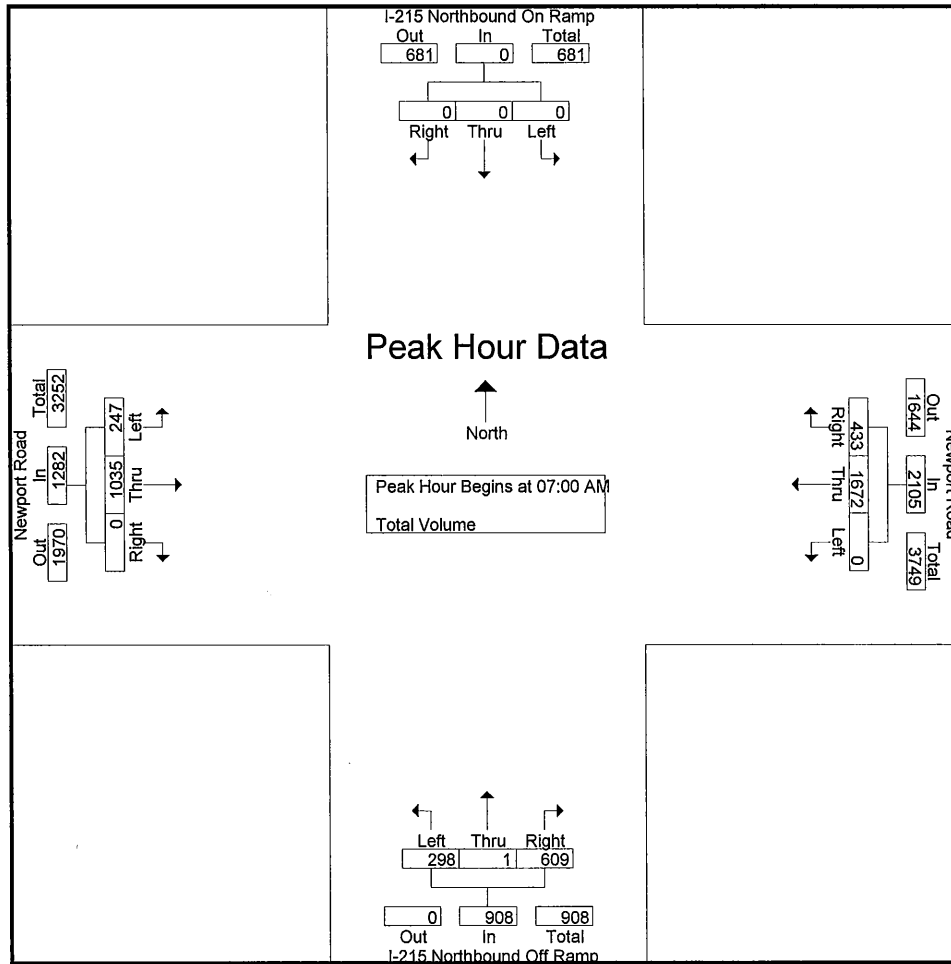 I-215 Northbound On Ramp
Out In Total
681 0 681
0 0 0
Right Thru Left
Peak Hour Data
North
Peak Hour Begins at 07:00 AM
Total Volume
Newport Road
Total In Out
3252 1282 1970
247 1035 0
Left Thru Right
Newport Road
Out In Total
1644 2105 3749
433 1672 0
Right Thru Left
Left Thru Right
298 1 609
0 908 908
Out In Total
I-215 Northbound Off Ramp